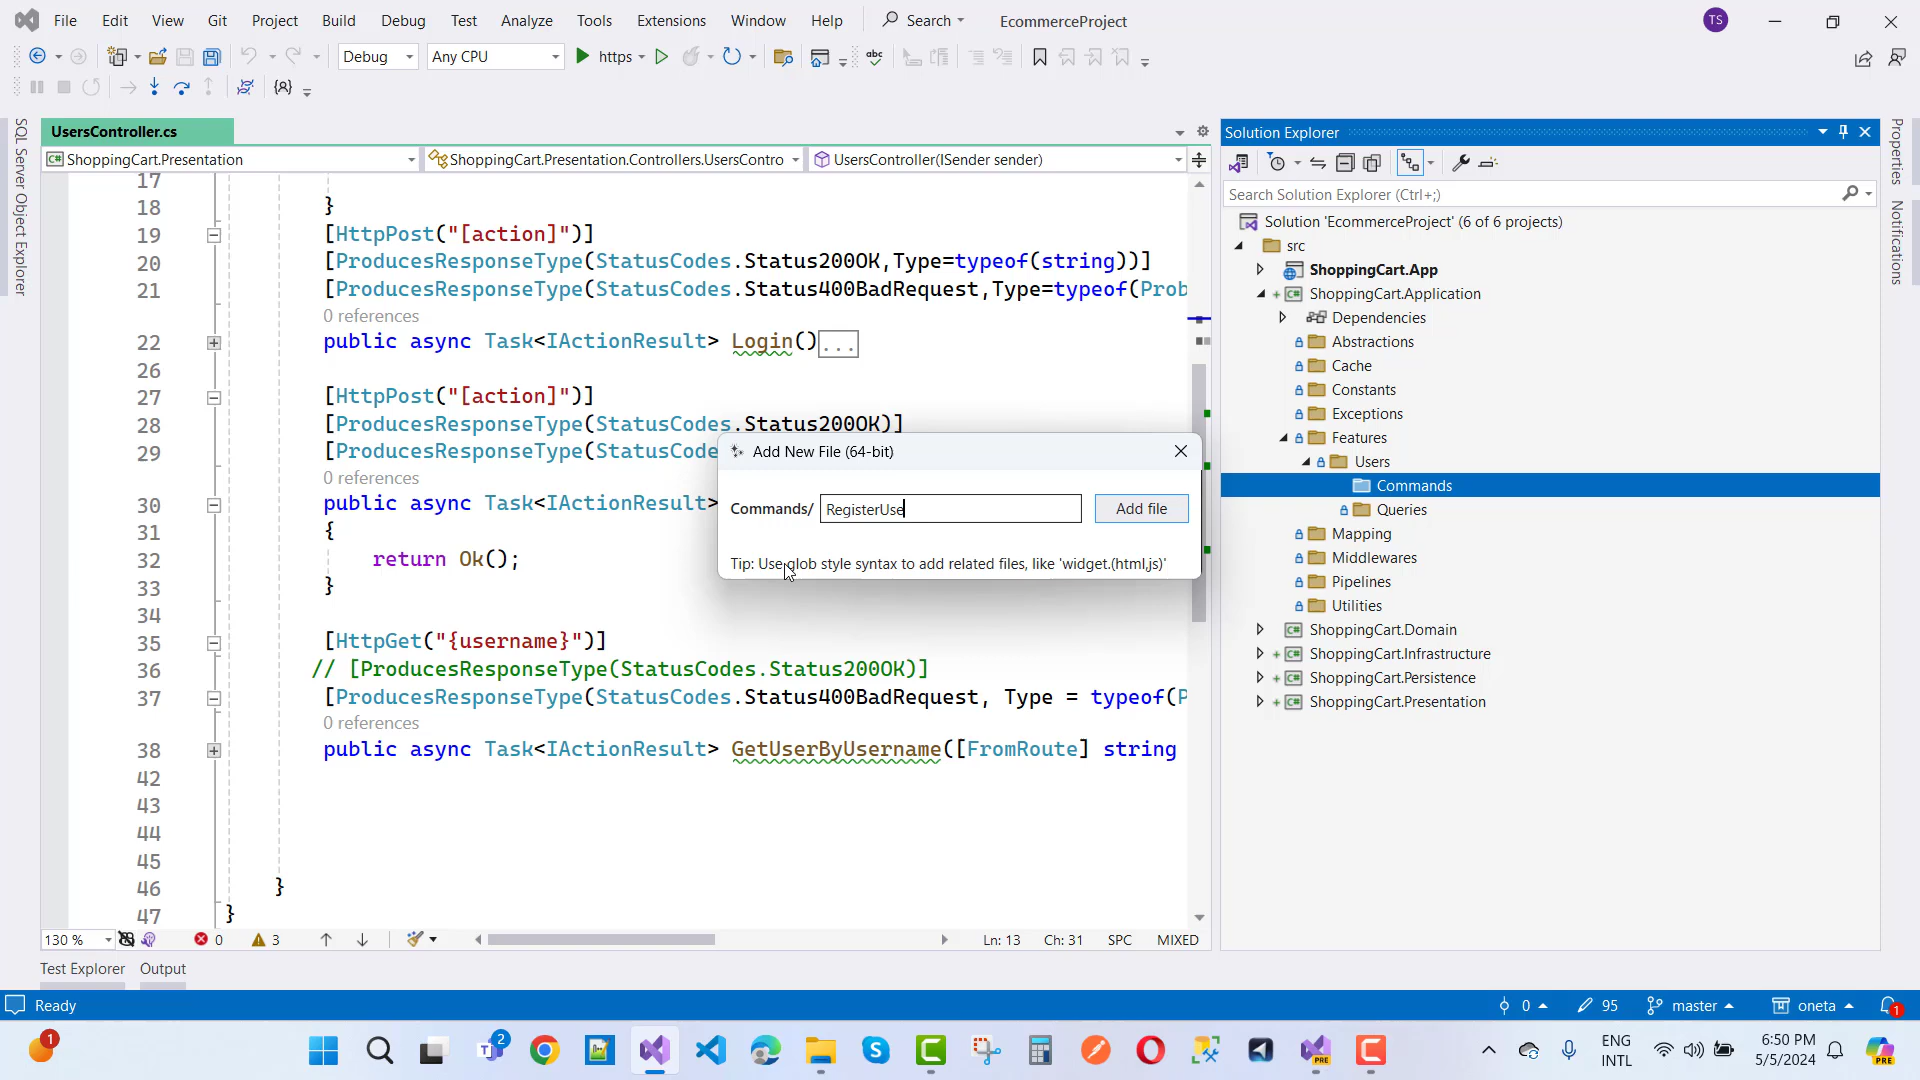 File Edit View Git Project Build Debug Test Analyze Tools Extensions Window Help Search EcommerceProject TS
Debug Any CPU https
UsersController.cs
ShoppingCart.Presentation ShoppingCart.Presentation.Controllers.UsersContro UsersController(ISender sender)
17
18 }
19 [HttpPost("[action]")]
20 [ProducesResponseType(StatusCodes.Status200OK,Type=typeof(string))]
21 [ProducesResponseType(StatusCodes.Status400BadRequest,Type=typeof(Prob
0 references
22 public async Task<IActionResult> Login()...
26
27 [HttpPost("[action]")]
28 [ProducesResponseType(StatusCodes.Status200OK)]
29 [ProducesResponseType(StatusCodes
0 references
30 public async Task<IActionResult>
31 {
32 return Ok();
33 }
34
35 [HttpGet("{username}")]
36 // [ProducesResponseType(StatusCodes.Status200OK)]
37 [ProducesResponseType(StatusCodes.Status400BadRequest, Type = typeof(P
0 references
38 public async Task<IActionResult> GetUserByUsername([FromRoute] string
42
43
44
45
46 }
47 }
Add New File (64-bit)
Commands/ RegisterUse Add file
Tip: Use glob style syntax to add related files, like 'widget.(html,js)'
130 % 0 3 Ln: 13 Ch: 31 SPC MIXED
SQL Server Object Explorer
Solution Explorer
Search Solution Explorer (Ctrl+;)
Solution 'EcommerceProject' (6 of 6 projects)
src
ShoppingCart.App
ShoppingCart.Application
Dependencies
Abstractions
Cache
Constants
Exceptions
Features
Users
Commands
Queries
Mapping
Middlewares
Pipelines
Utilities
ShoppingCart.Domain
ShoppingCart.Infrastructure
ShoppingCart.Persistence
ShoppingCart.Presentation
Properties
Notifications
Test Explorer Output
Ready 0 95 master oneta 1
1 2 PRE ENG 6:50 PM PRE
INTL 5/5/2024